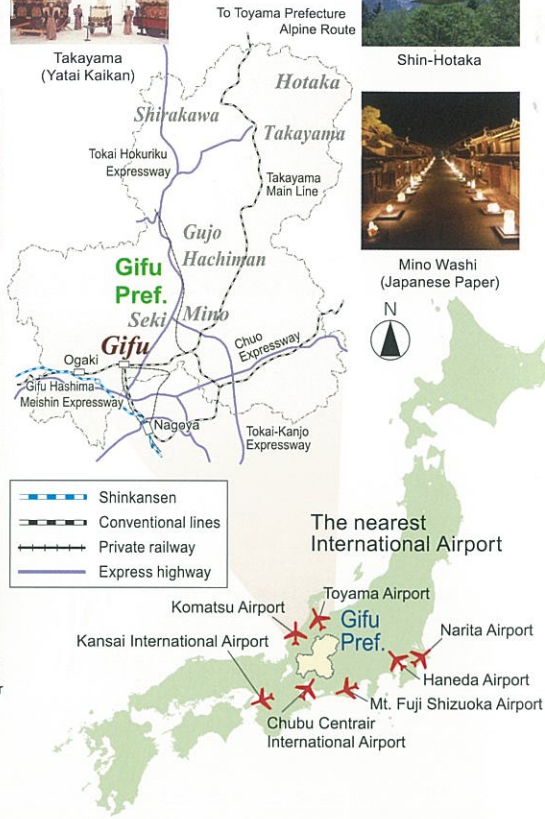 To Toyama Prefecture
Alpine Route
Takayama
(Yatai Kaikan)
Shin-Hotaka
Hotaka
Shirakawa
Takayama
Tokai Hokuriku
Expressway
Takayama
Main Line
Gujo
Hachiman
Mino Washi
(Japanese Paper)
Gifu
Pref.
Seki
Mino
N
Gifu
Chuo
Expressway
Ogaki
Gifu Hashima
Meishin Expressway
Nagoya
Tokai-Kanjo
Expressway
Shinkansen
Conventional lines
Private railway
Express highway
The nearest
International Airport
Toyama Airport
Komatsu Airport
Gifu
Pref.
Kansai International Airport
Narita Airport
Haneda Airport
Mt. Fuji Shizuoka Airport
Chubu Centrair
International Airport